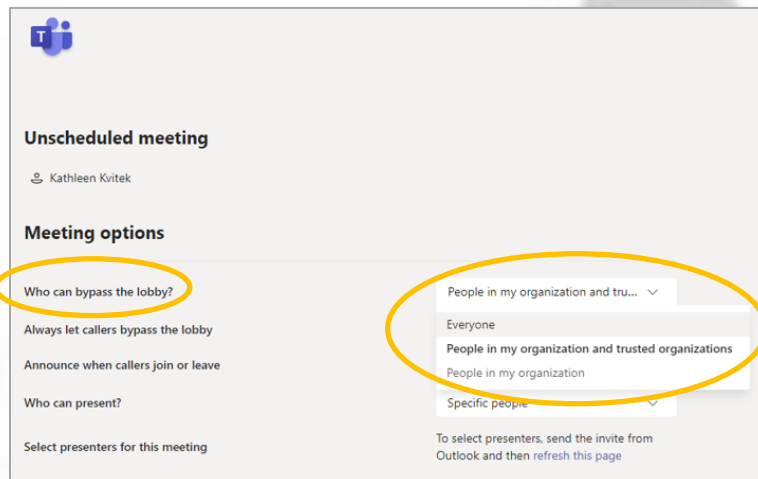 T
Unscheduled meeting
Kathleen Kvitek
Meeting options
Who can bypass the lobby?
People in my organization and tru...
Always let callers bypass the lobby
Everyone
People in my organization and trusted organizations
Announce when callers join or leave
People in my organization
Who can present?
Specific people
Select presenters for this meeting
To select presenters, send the invite from
Outlook and then refresh this page